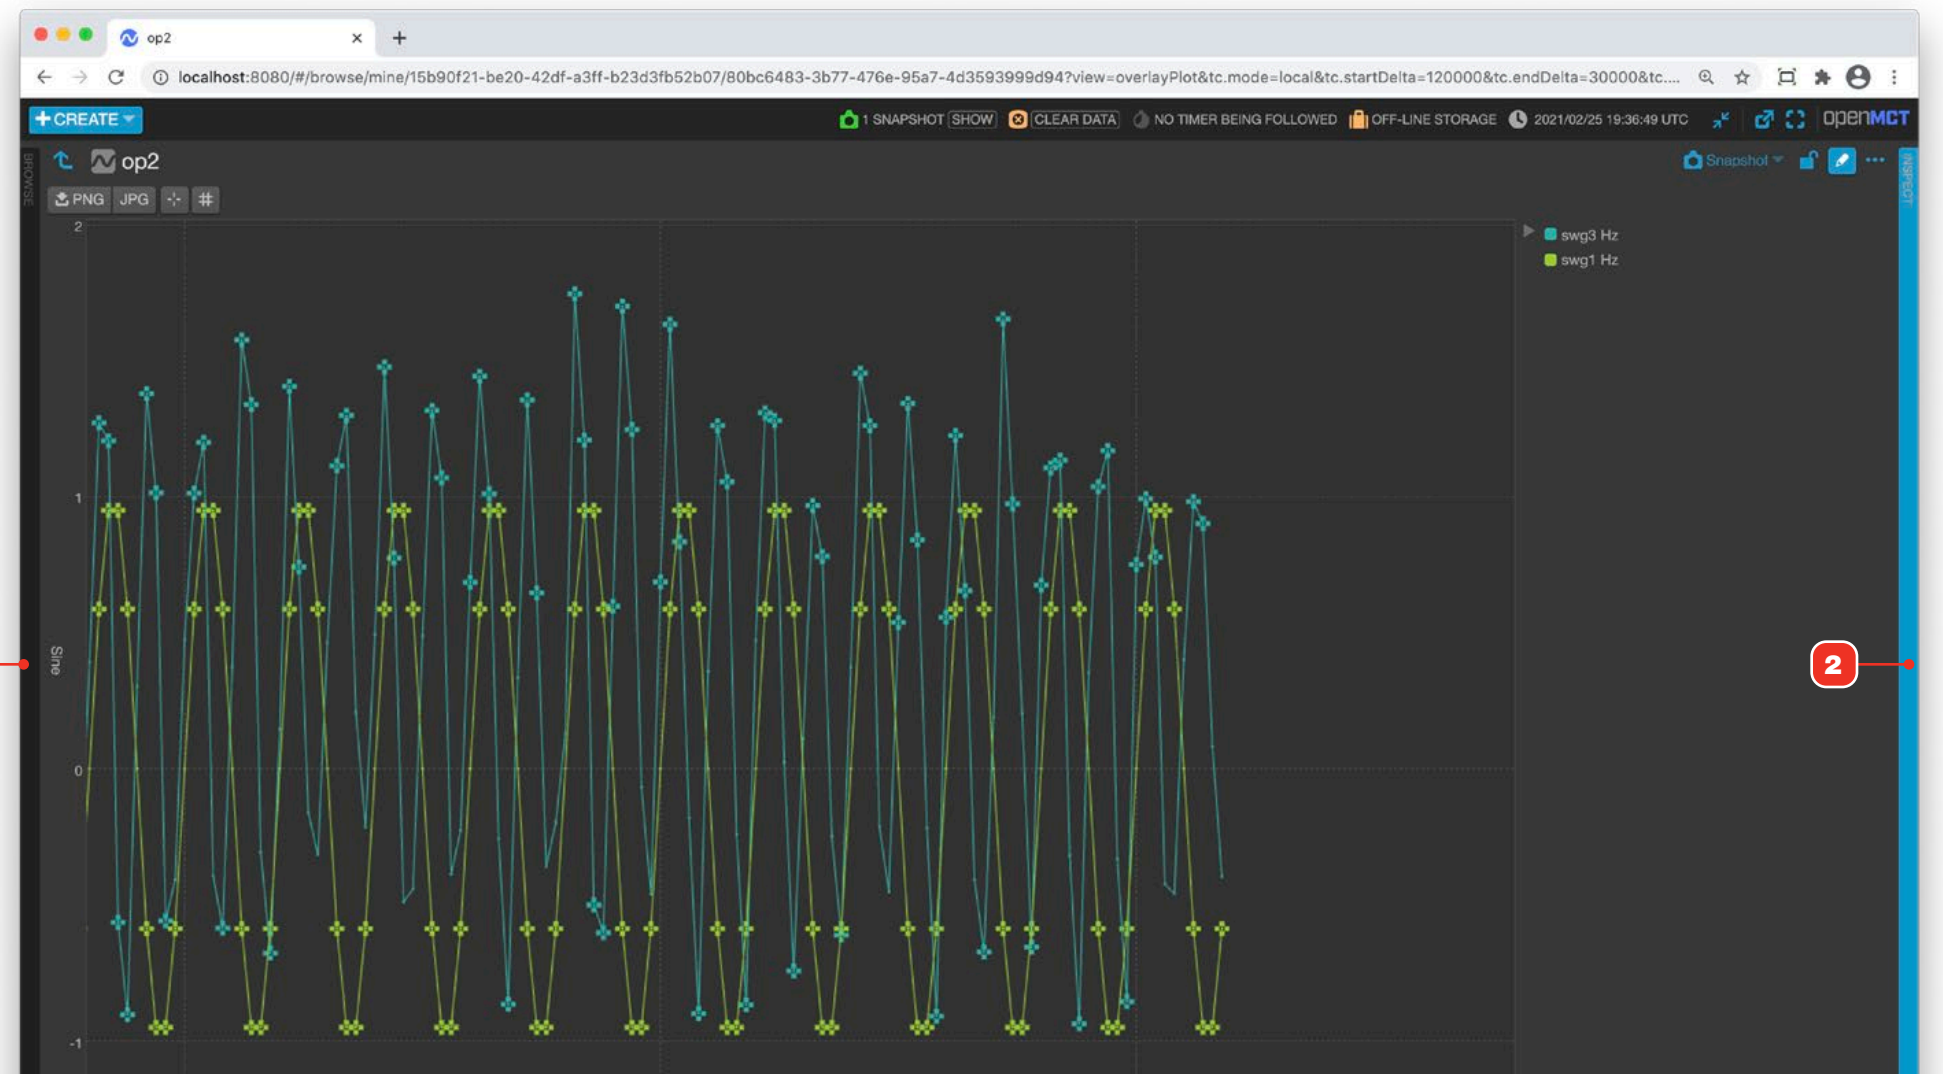 op2
localhost:8080/#/browse/mine/15b90f21-be20-42df-a3ff-b23d3fb52b07/80bc6483-3b77-476e-95a7-4d3593999d94?view=overlayPlot&tc.mode=local&tc.startDelta=120000&tc.endDelta=30000&tc....
CREATE 1 SNAPSHOT SHOW CLEAR DATA NO TIMER BEING FOLLOWED OFF-LINE STORAGE 2021/02/25 19:36:49 UTC openMCT
BROWSE
op2 Snapshot
INSPECT
PNG JPG
2
swg3 Hz
swg1 Hz
1
Sine
2
0
-1